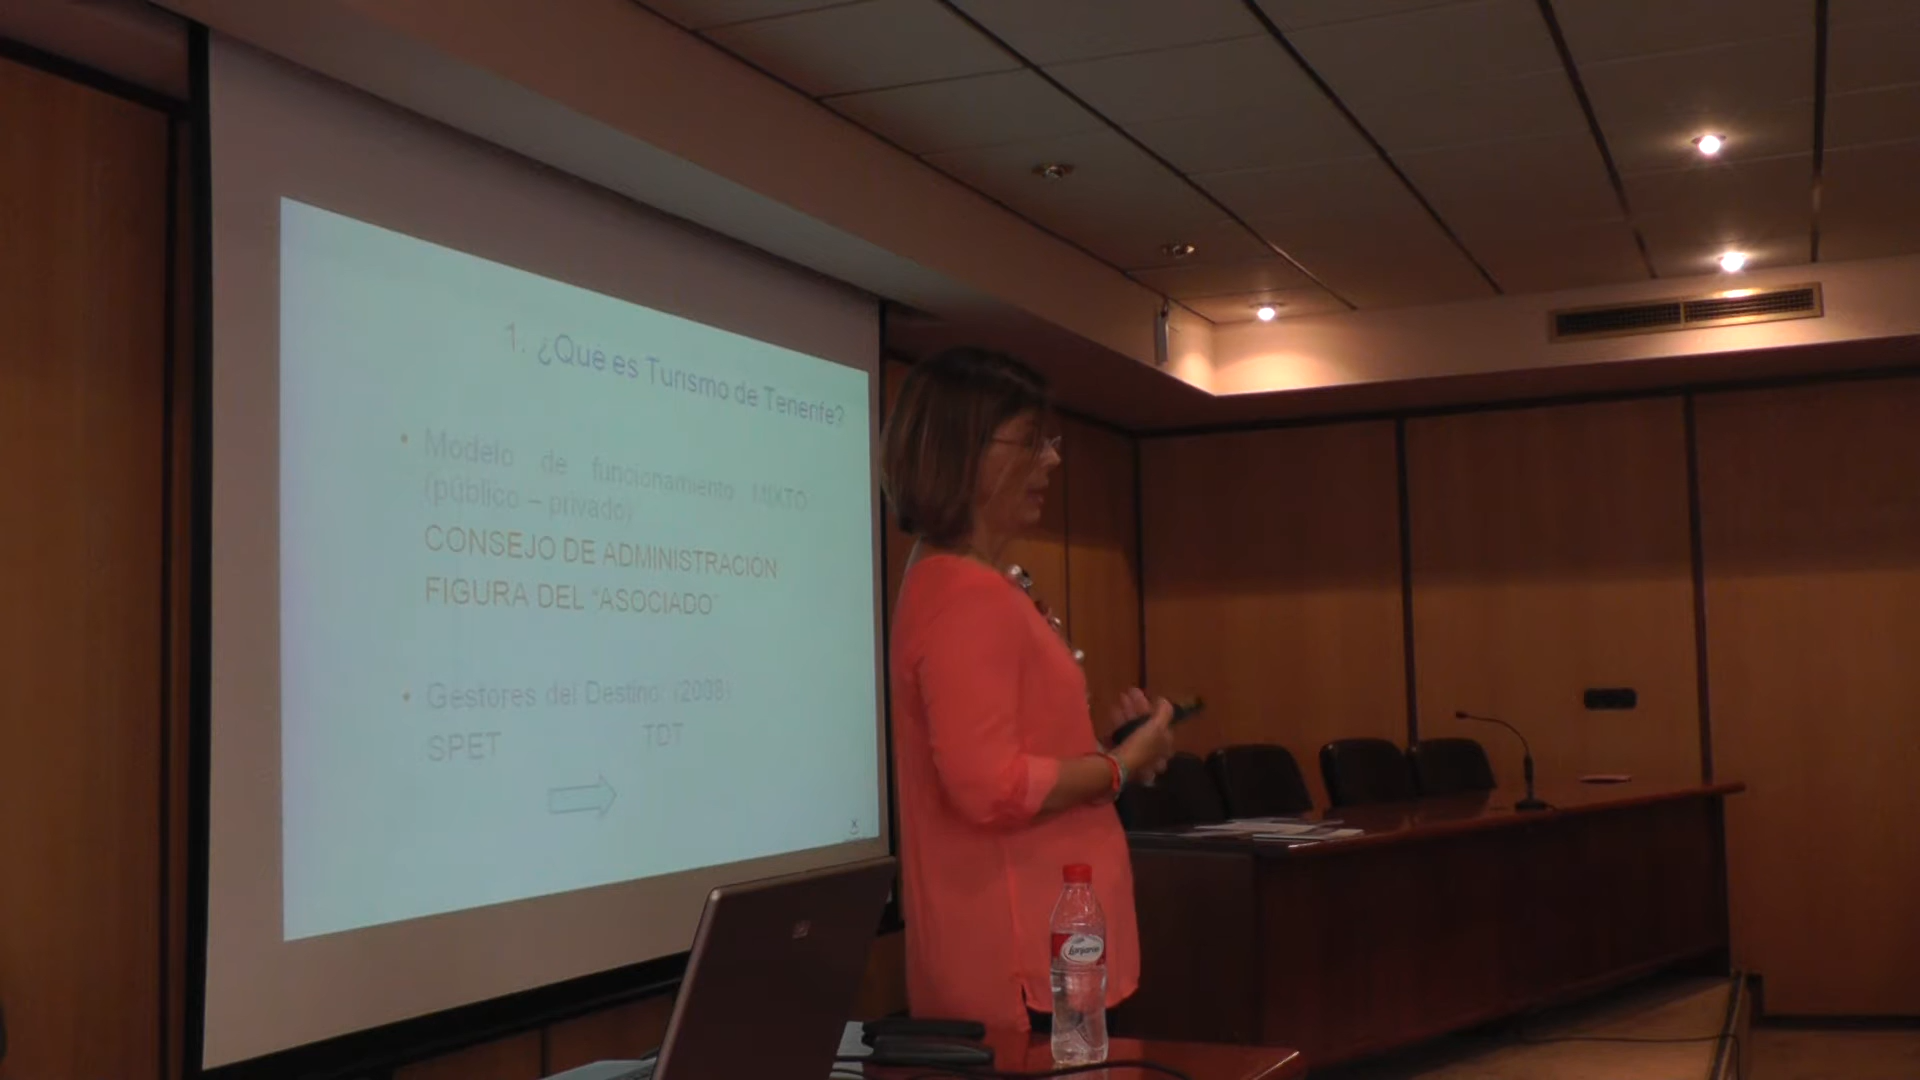 1. ¿Qué es Turismo de Tenerife?
• Modelo de funcionamiento MIXTO
(público – privado)
CONSEJO DE ADMINISTRACIÓN
FIGURA DEL “ASOCIADO”
• Gestores del Destino: (2008)
SPET TDT
Lanjarón